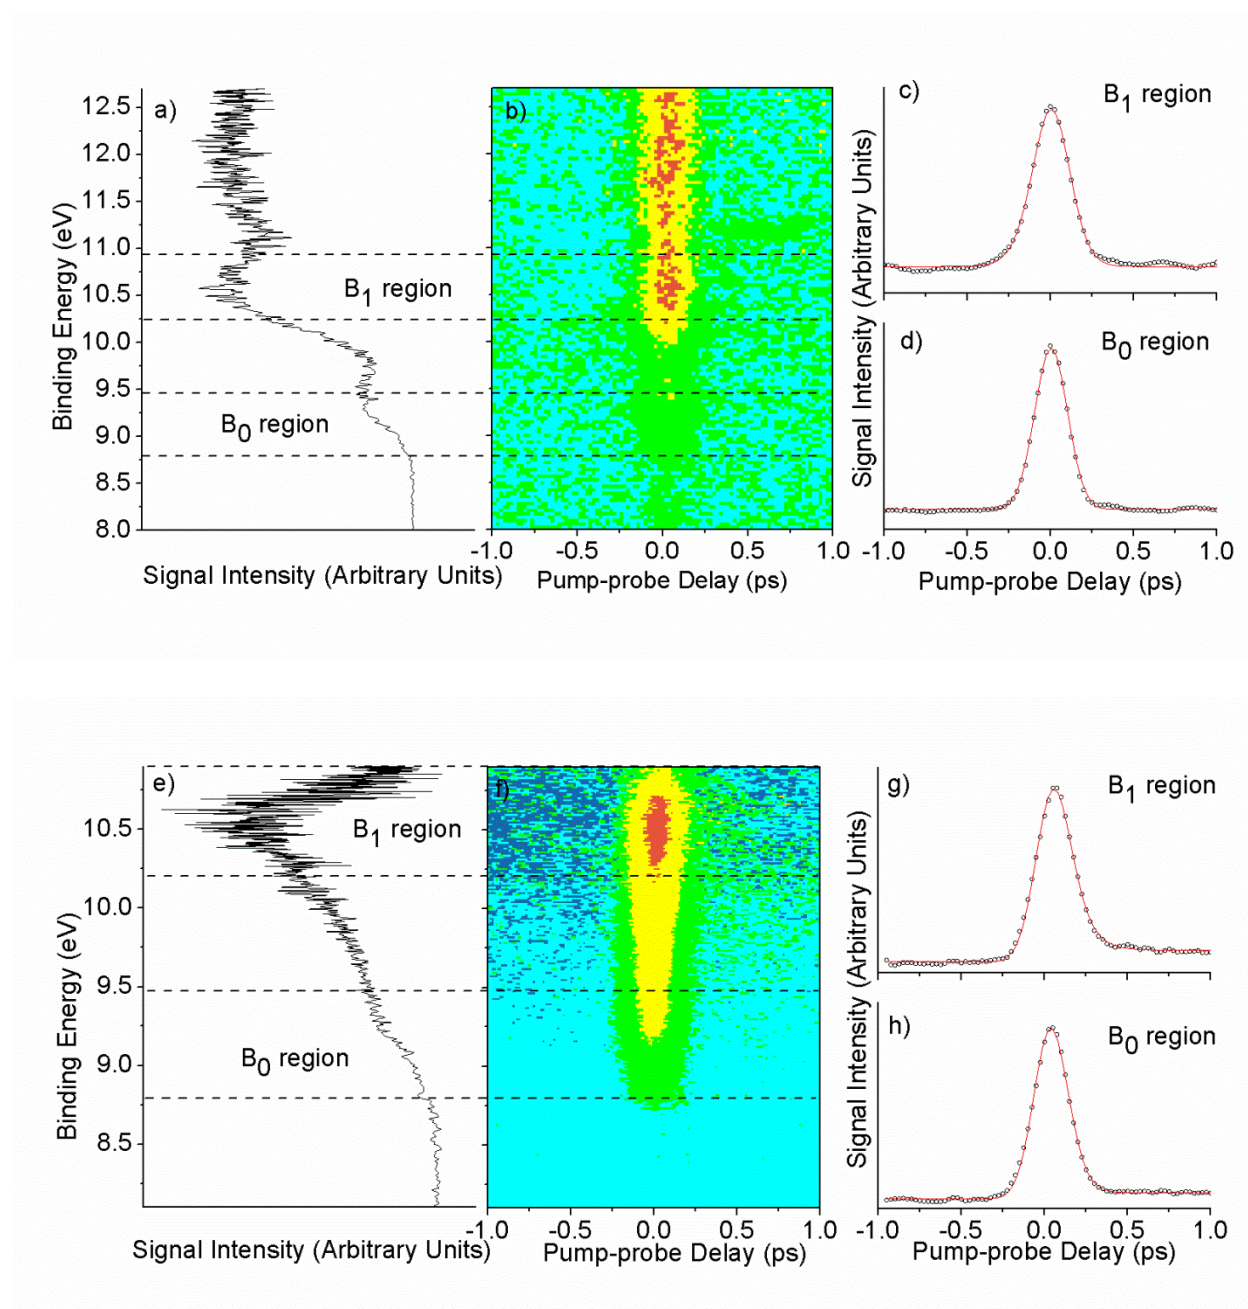 a)
12.5
12.0
11.5
11.0
10.5
10.0
9.5
9.0
8.5
8.0
Binding Energy (eV)
B1 region
B0 region
Signal Intensity (Arbitrary Units)
b)
-1.0 -0.5 0.0 0.5 1.0
Pump-probe Delay (ps)
c)
B1 region
d)
B0 region
Signal Intensity (Arbitrary Units)
-1.0 -0.5 0.0 0.5 1.0
Pump-probe Delay (ps)
e)
10.5
10.0
9.5
9.0
8.5
Binding Energy (eV)
B1 region
B0 region
Signal Intensity (Arbitrary Units)
f)
-1.0 -0.5 0.0 0.5 1.0
Pump-probe Delay (ps)
g)
B1 region
h)
B0 region
Signal Intensity (Arbitrary Units)
-1.0 -0.5 0.0 0.5 1.0
Pump-probe Delay (ps)